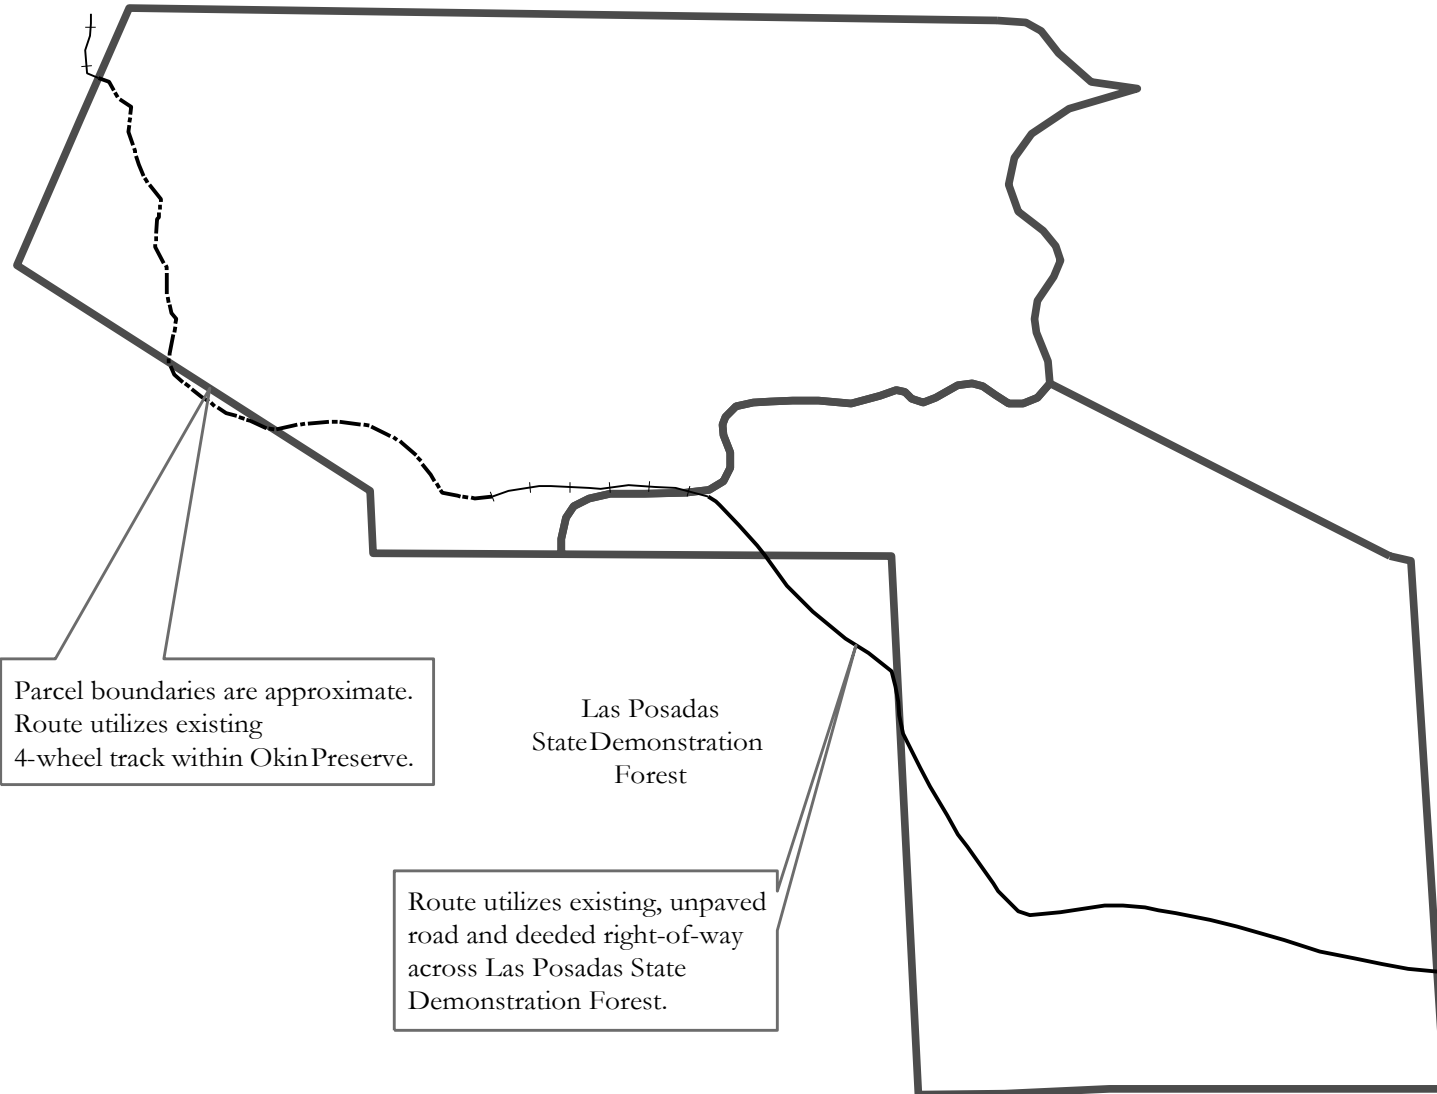 Parcel boundaries are approximate.
Route utilizes existing
4-wheel track within Okin Preserve.
Las Posadas
State Demonstration
Forest
Route utilizes existing, unpaved
road and deeded right-of-way
across Las Posadas State
Demonstration Forest.